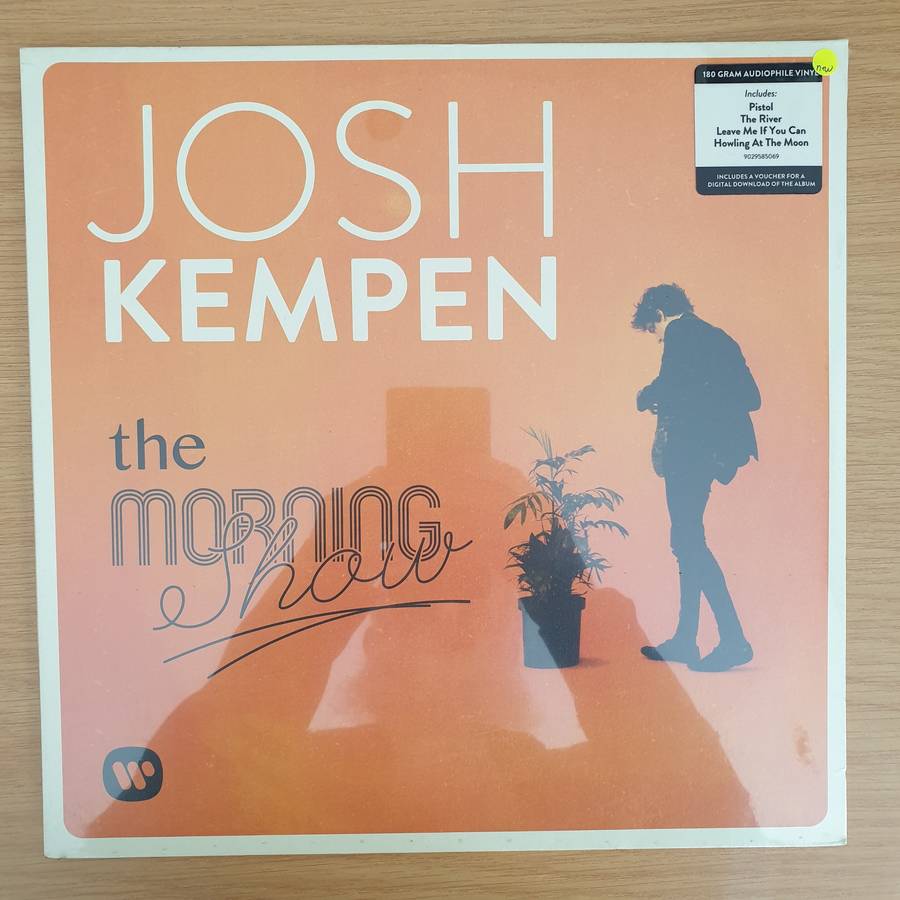 JOSH
KEMPEN
the
MORNING
Show
new
180 GRAM AUDIOPHILE VINYL
Includes:
Pistol
The River
Leave Me If You Can
Howling At The Moon
9029585069
INCLUDES A VOUCHER FOR A
DIGITAL DOWNLOAD OF THE ALBUM